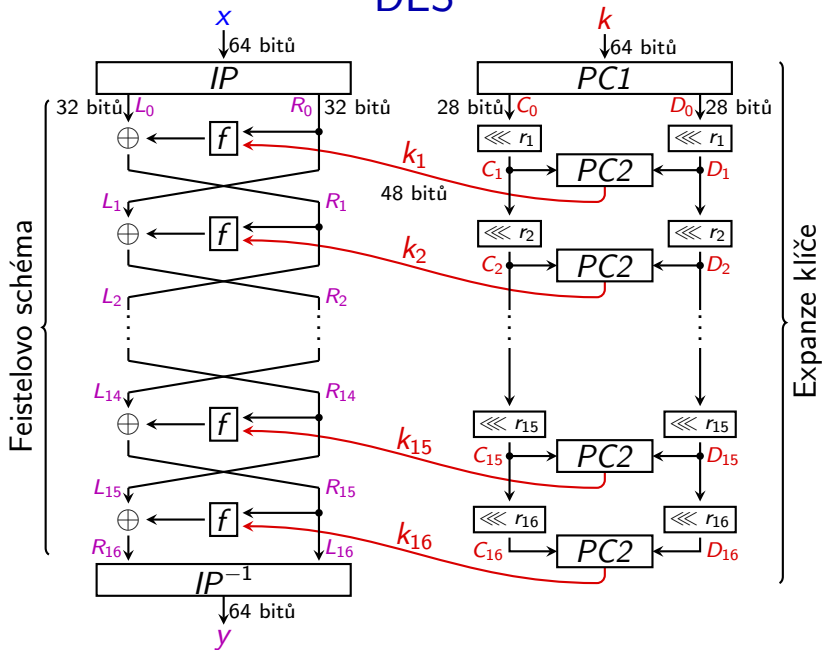 DES
x
k
64 bitů
64 bitů
IP
PC1
32 bitů
L0
R0
32 bitů
28 bitů
C0
D0
28 bitů
⊕
f
⋘ r1
⋘ r1
k1
C1
PC2
D1
48 bitů
L1
R1
⊕
f
⋘ r2
⋘ r2
k2
C2
PC2
D2
L2
R2
Feistelovo schéma
Expanze klíče
L14
R14
⊕
f
⋘ r15
⋘ r15
k15
C15
PC2
D15
L15
R15
⊕
f
⋘ r16
⋘ r16
k16
R16
L16
C16
PC2
D16
IP−1
64 bitů
y